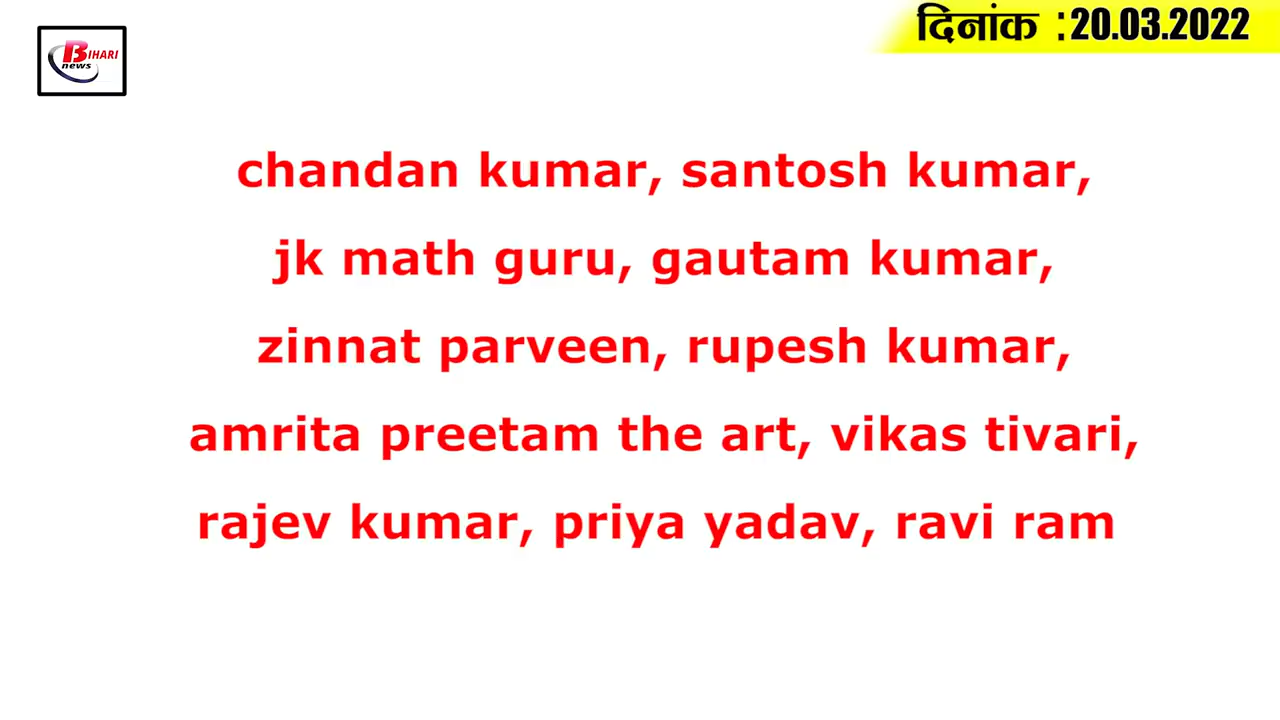 BIHARI
news
दिनांक :20.03.2022
chandan kumar, santosh kumar,
jk math guru, gautam kumar,
zinnat parveen, rupesh kumar,
amrita preetam the art, vikas tivari,
rajev kumar, priya yadav, ravi ram